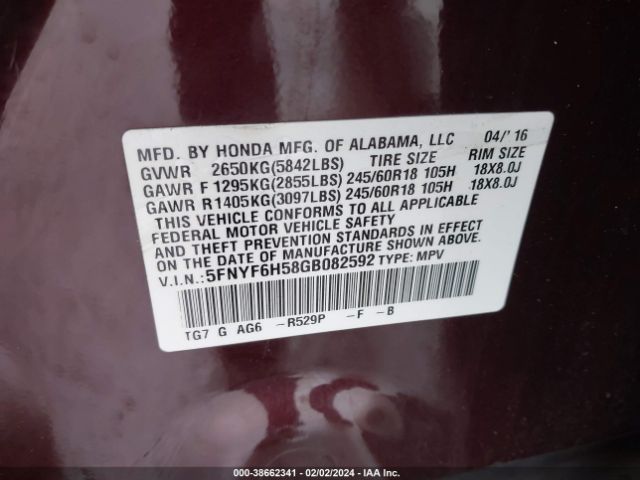 MFD. BY HONDA MFG. OF ALABAMA, LLC 04/' 16
GVWR 2650KG(5842LBS) TIRE SIZE RIM SIZE
GAWR F 1295KG(2855LBS) 245/60R18 105H 18X8.0J
GAWR R1405KG(3097LBS) 245/60R18 105H 18X8.0J
THIS VEHICLE CONFORMS TO ALL APPLICABLE
FEDERAL MOTOR VEHICLE SAFETY
AND THEFT PREVENTION STANDARDS IN EFFECT
ON THE DATE OF MANUFACTURE SHOWN ABOVE.
V.I.N.:5FNYF6H58GB082592 TYPE: MPV
TG7 G AG6 -R529P -F -B
000-38662341 - 02/02/2024 - IAA Inc.